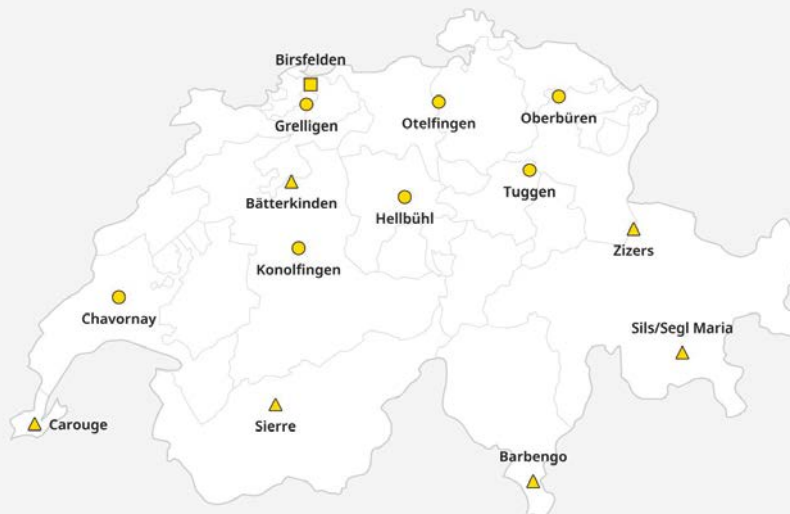 Birsfelden
Grelligen
Otelfingen
Oberbüren
Bätterkinden
Hellbühl
Tuggen
Konolfingen
Zizers
Chavornay
Sils/Segl Maria
Carouge
Sierre
Barbengo